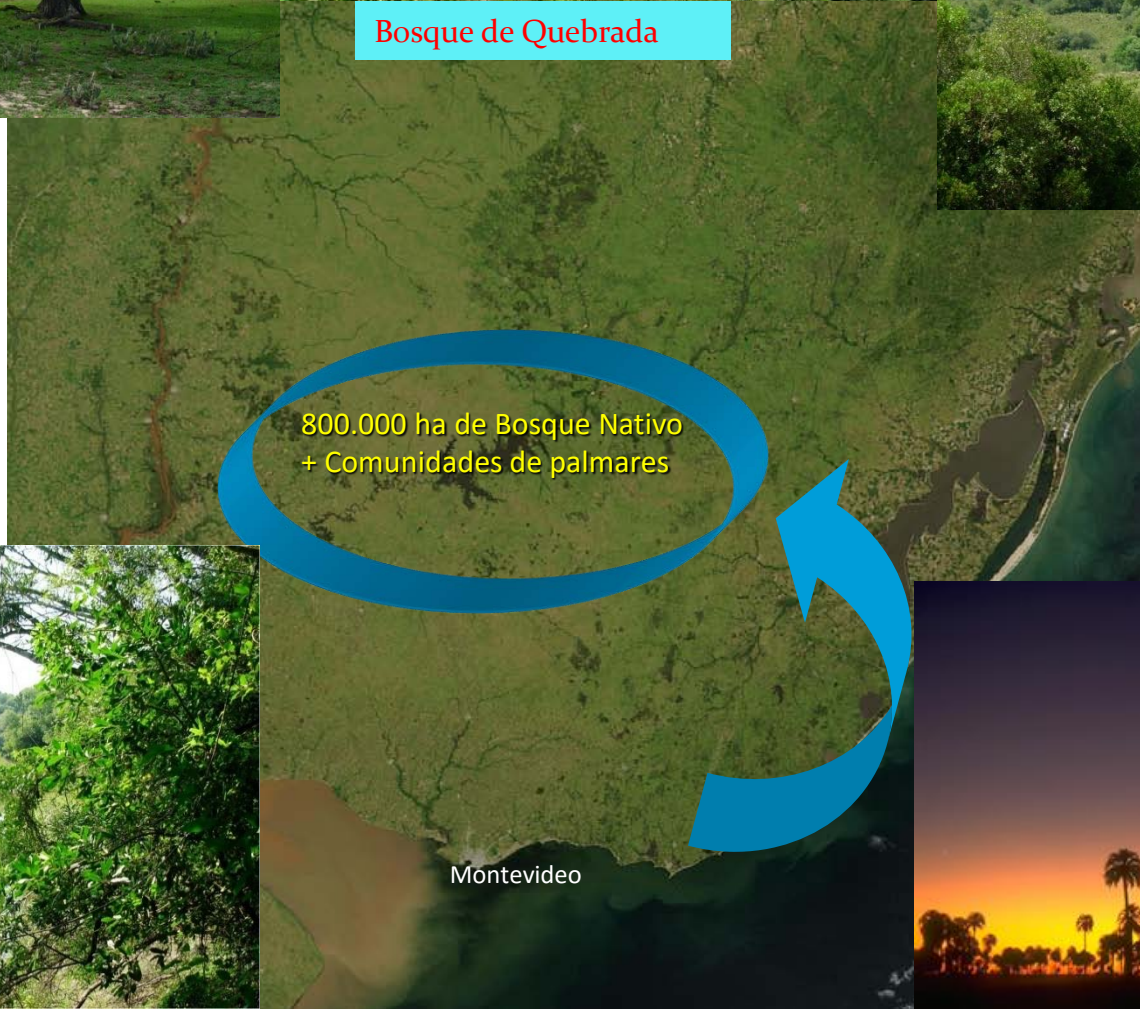 Bosque de Quebrada
800.000 ha de Bosque Nativo
+ Comunidades de palmares
Montevideo